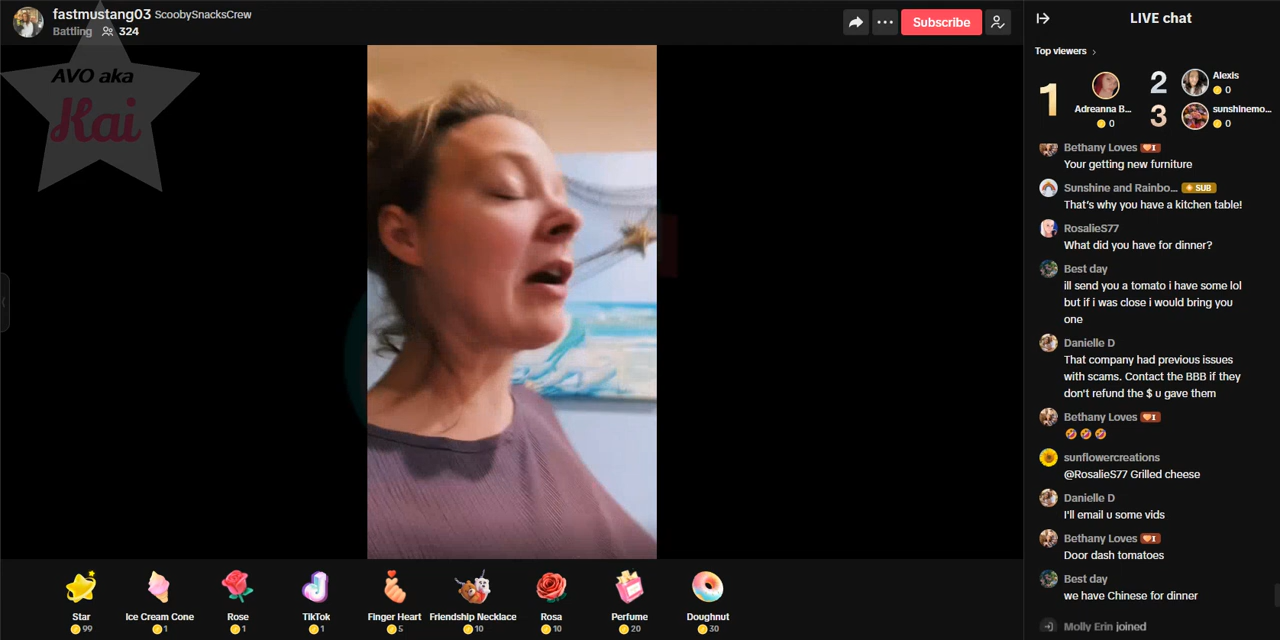 fastmustang03 ScoobySnacksCrew
Battling 324
Subscribe
AVO aka
Kai
LIVE chat
Top viewers
1
Adreanna B...
0
2
Alexis
0
3
sunshinemo...
0
Bethany Loves I
Your getting new furniture
Sunshine and Rainbo... SUB
That's why you have a kitchen table!
RosalieS77
What did you have for dinner?
Best day
ill send you a tomato i have some lol
but if i was close i would bring you
one
Danielle D
That company had previous issues
with scams. Contact the BBB if they
don't refund the $ u gave them
Bethany Loves I
sunflowercreations
@RosalieS77 Grilled cheese
Danielle D
I'll email u some vids
Bethany Loves I
Door dash tomatoes
Best day
we have Chinese for dinner
Molly Erin joined
Star
99
Ice Cream Cone
1
Rose
1
TikTok
1
Finger Heart
5
Friendship Necklace
10
Rosa
10
Perfume
20
Doughnut
30